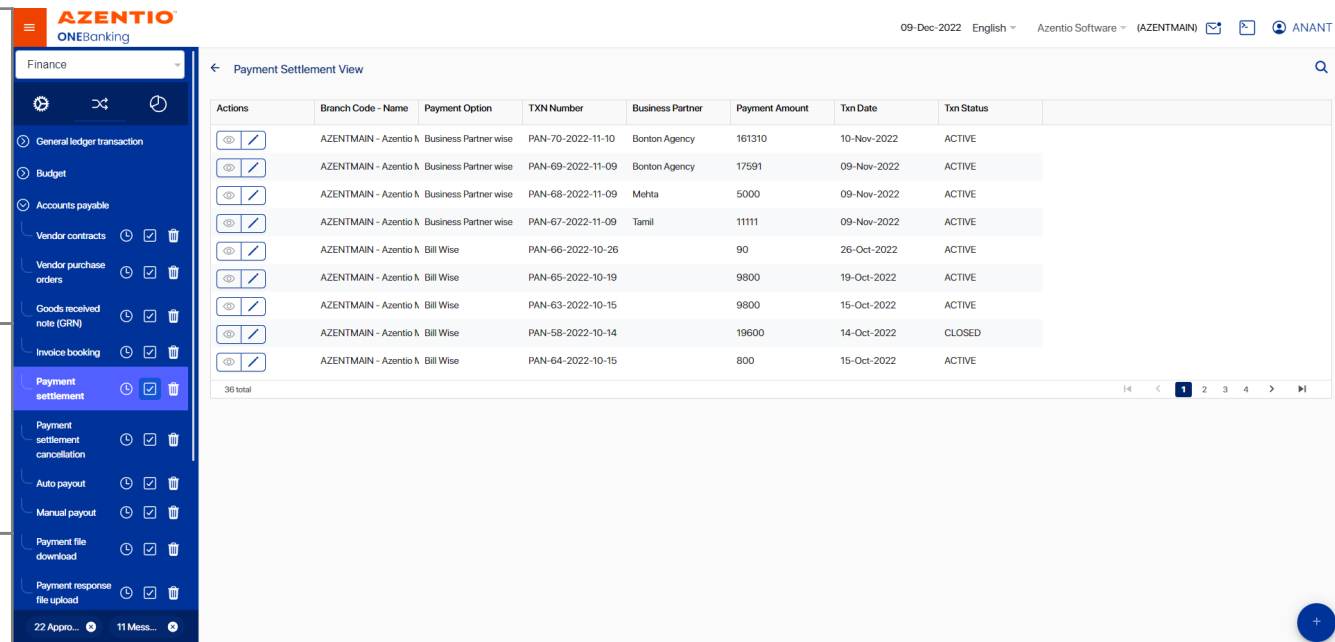 AZENTIO
ONEBanking
09-Dec-2022 English Azentio Software (AZENTMAIN) ANANT
Finance
Payment Settlement View
General ledger transaction
Budget
Accounts payable
Vendor contracts
Vendor purchase
orders
Goods received
note (GRN)
Invoice booking
Payment
settlement
Payment
settlement
cancellation
Auto payout
Manual payout
Payment file
download
Payment response
file upload
22 Appro... 11 Mess...
Actions Branch Code - Name Payment Option TXN Number Business Partner Payment Amount Txn Date Txn Status
AZENTMAIN - Azentio M Business Partner wise PAN-70-2022-11-10 Bonton Agency 161310 10-Nov-2022 ACTIVE
AZENTMAIN - Azentio M Business Partner wise PAN-69-2022-11-09 Bonton Agency 17591 09-Nov-2022 ACTIVE
AZENTMAIN - Azentio M Business Partner wise PAN-68-2022-11-09 Mehta 5000 09-Nov-2022 ACTIVE
AZENTMAIN - Azentio M Business Partner wise PAN-67-2022-11-09 Tamil 11111 09-Nov-2022 ACTIVE
AZENTMAIN - Azentio M Bill Wise PAN-66-2022-10-26 90 26-Oct-2022 ACTIVE
AZENTMAIN - Azentio M Bill Wise PAN-65-2022-10-19 9800 19-Oct-2022 ACTIVE
AZENTMAIN - Azentio M Bill Wise PAN-63-2022-10-15 9800 15-Oct-2022 ACTIVE
AZENTMAIN - Azentio M Bill Wise PAN-58-2022-10-14 19600 14-Oct-2022 CLOSED
AZENTMAIN - Azentio M Bill Wise PAN-64-2022-10-15 800 15-Oct-2022 ACTIVE
36 total 1 2 3 4